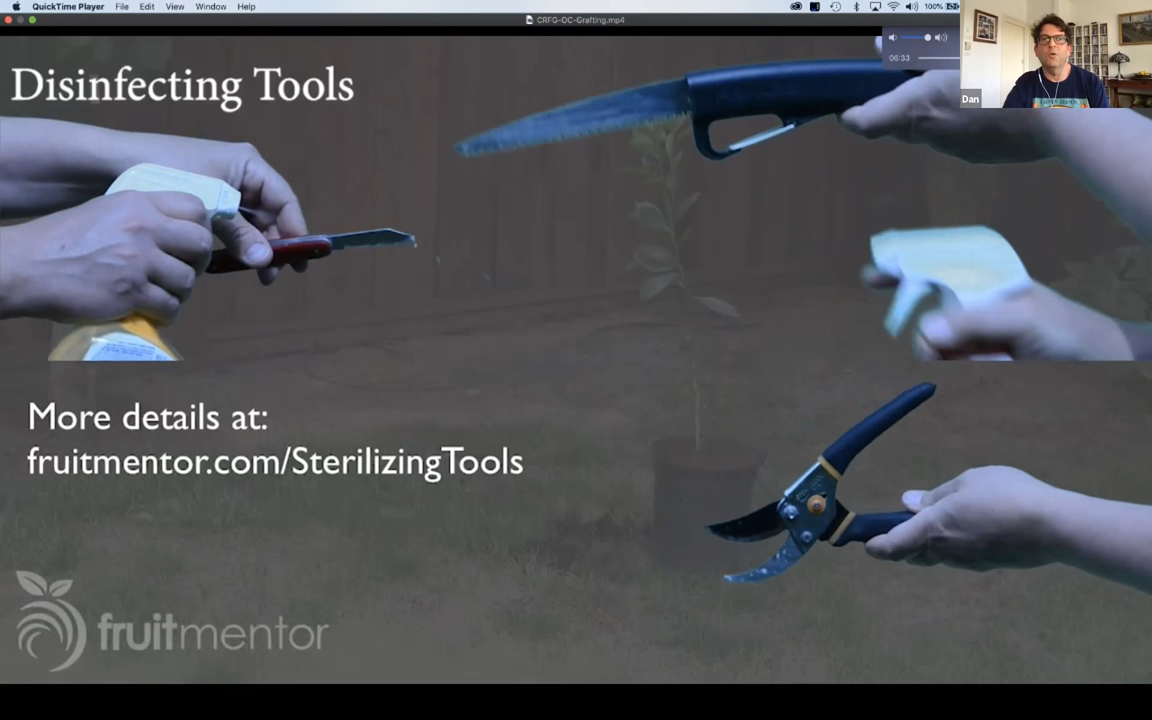 QuickTime Player File Edit View Window Help
100%
CRFG-OC-Grafting.mp4
06:33
Dan
Disinfecting Tools
More details at:
fruitmentor.com/SterilizingTools
fruitmentor